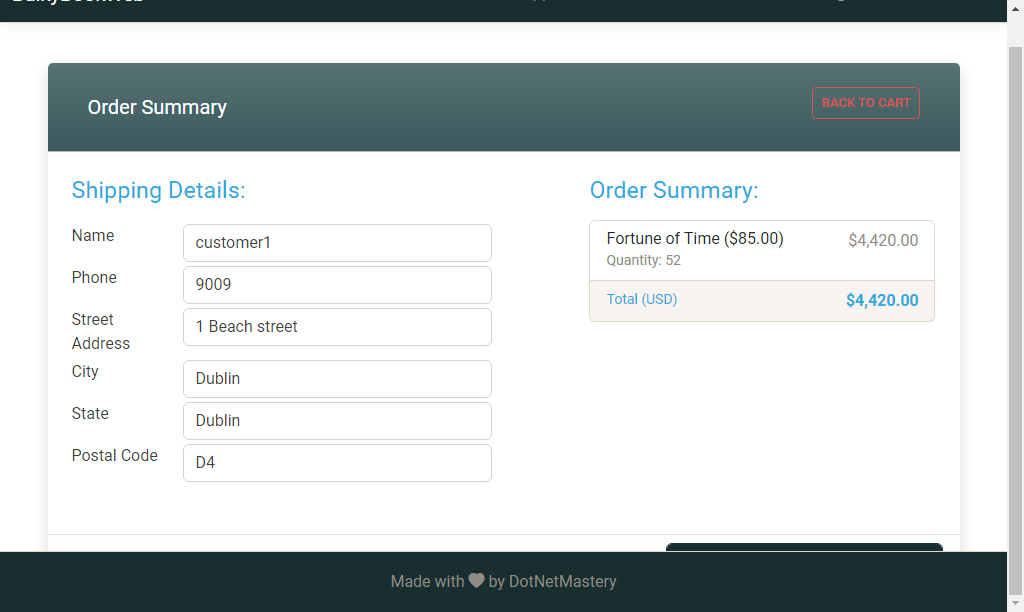 Order Summary
BACK TO CART
Shipping Details:
Name
customer1
Phone
9009
Street
Address
1 Beach street
City
Dublin
State
Dublin
Postal Code
D4
Order Summary:
Fortune of Time ($85.00)
$4,420.00
Quantity: 52
Total (USD)
$4,420.00
Made with by DotNetMastery